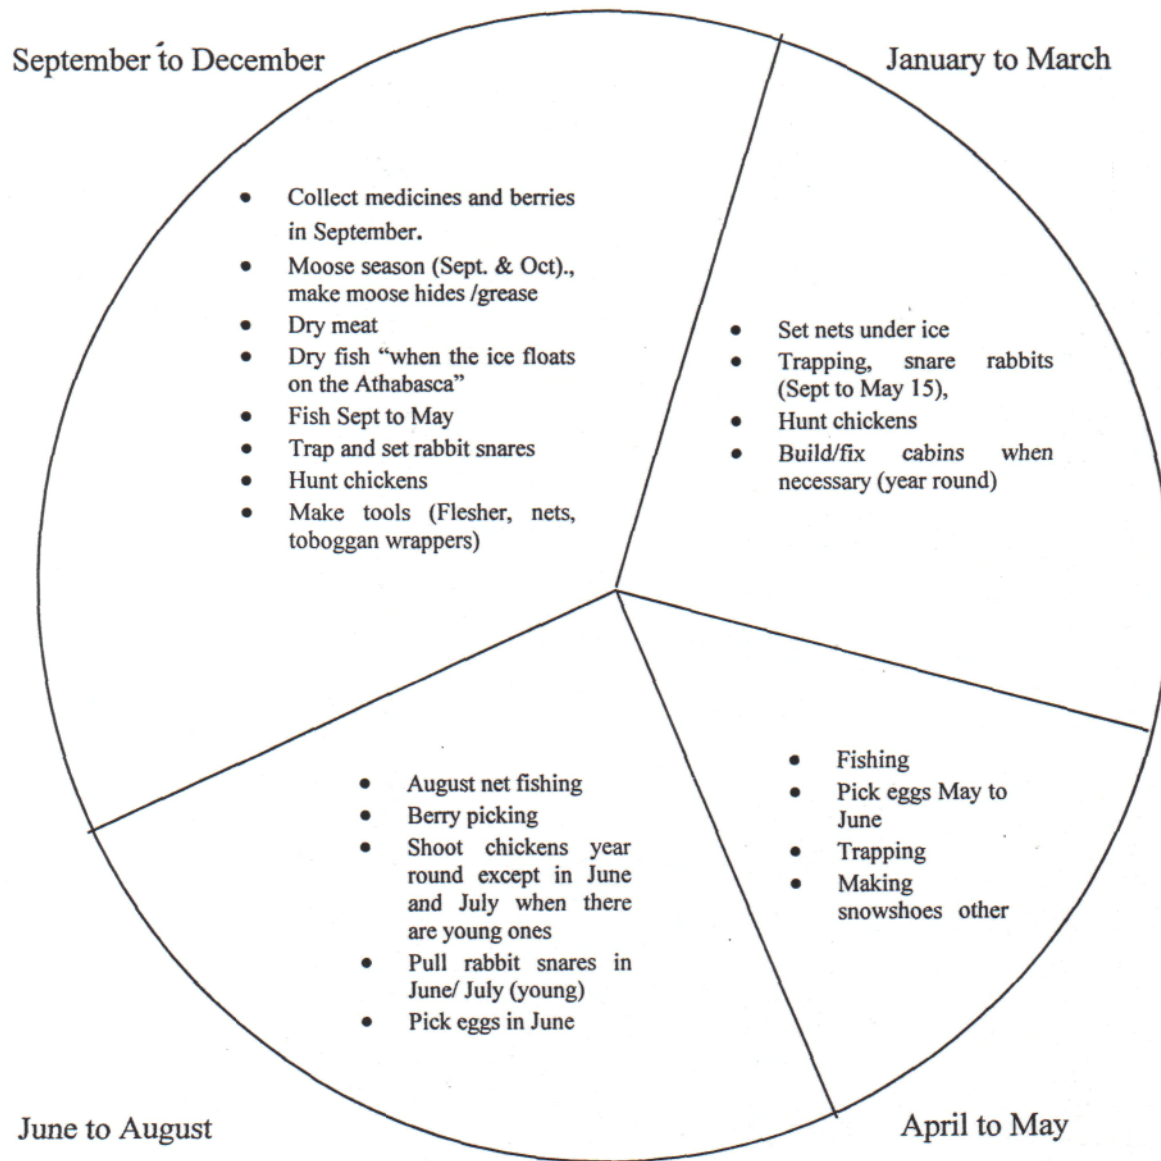 September to December
• Collect medicines and berries
in September.
• Moose season (Sept. & Oct).,
make moose hides /grease
• Dry meat
• Dry fish “when the ice floats
on the Athabasca”
• Fish Sept to May
• Trap and set rabbit snares
• Hunt chickens
• Make tools (Flesher, nets,
toboggan wrappers)
January to March
• Set nets under ice
• Trapping, snare rabbits
(Sept to May 15),
• Hunt chickens
• Build/fix cabins when
necessary (year round)
• August net fishing
• Berry picking
• Shoot chickens year
round except in June
and July when there
are young ones
• Pull rabbit snares in
June/ July (young)
• Pick eggs in June
June to August
• Fishing
• Pick eggs May to
June
• Trapping
• Making
snowshoes other
April to May